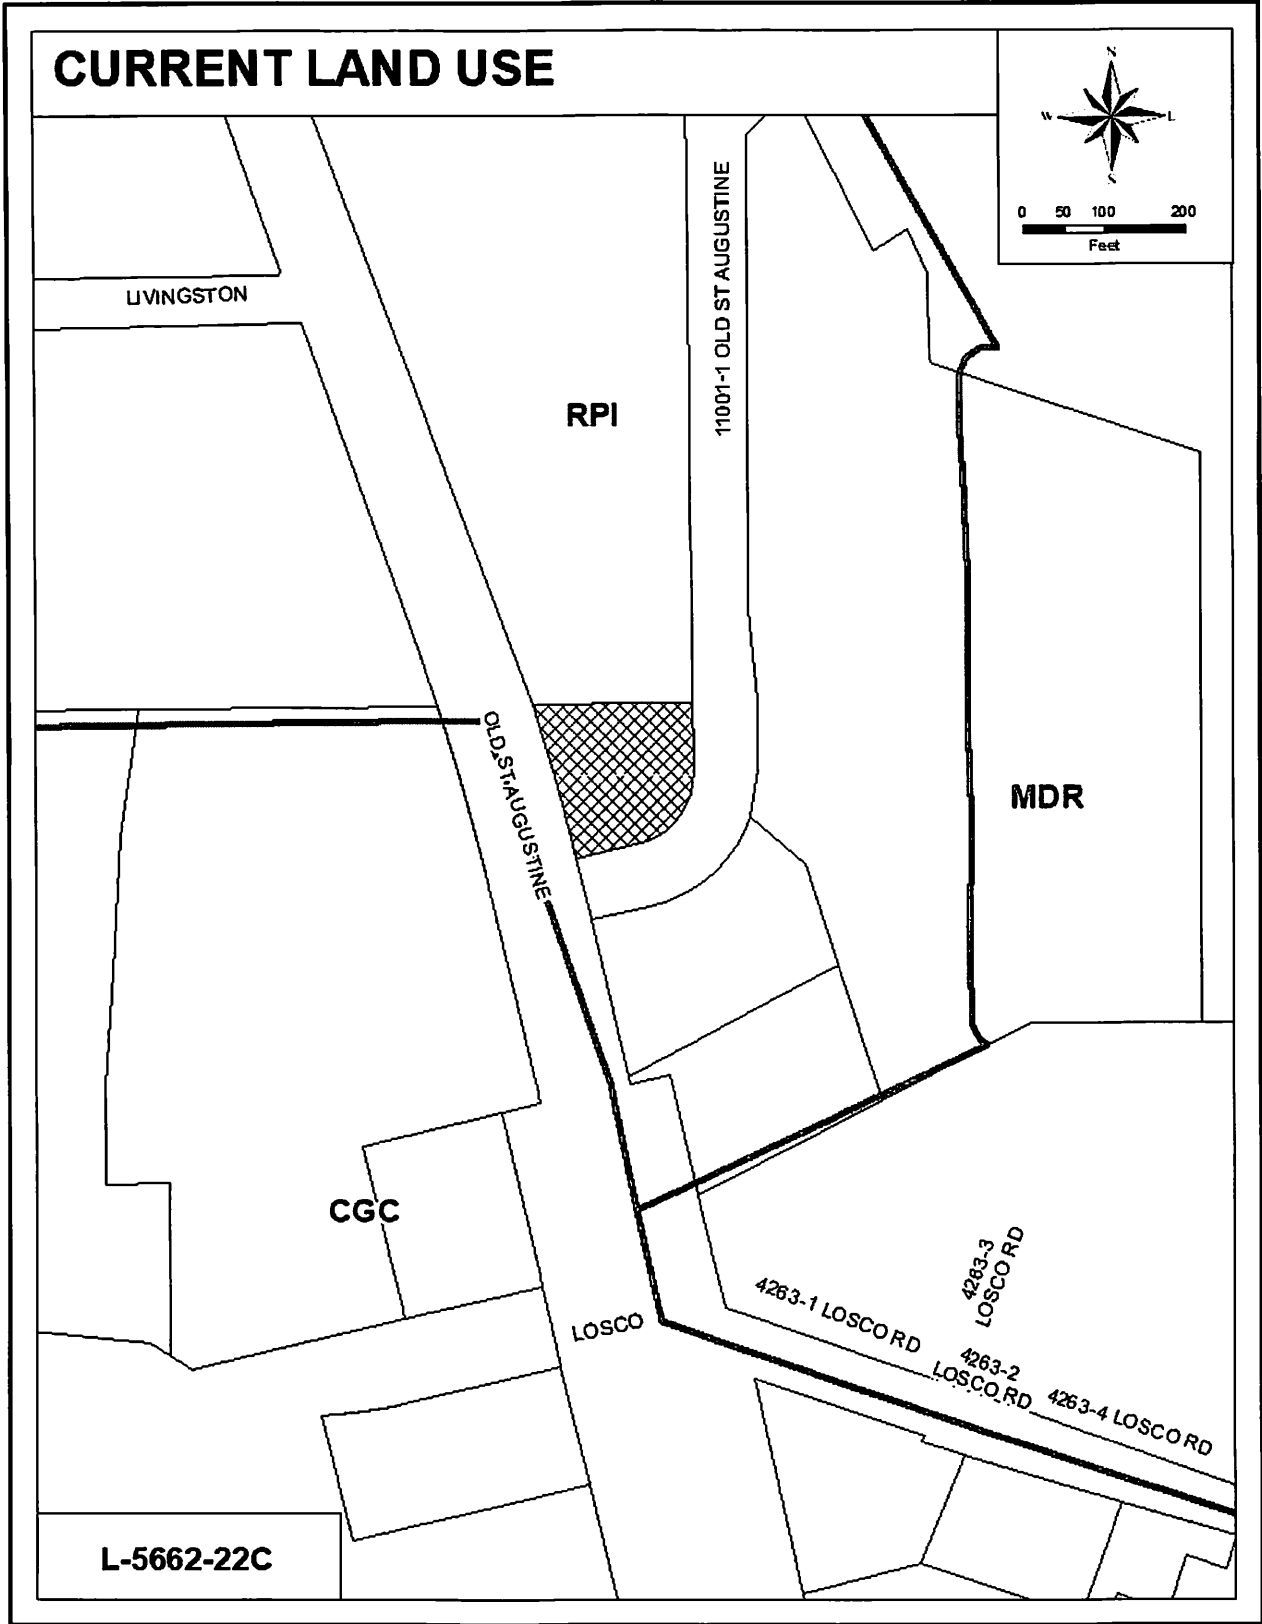 CURRENT LAND USE
N
W
L
S
0 50 100 200
Feet
LIVINGSTON
11001-1 OLD ST AUGUSTINE
RPI
OLD ST AUGUSTINE
MDR
CGC
LOSCO
4263-1 LOSCO RD
4263-3
LOSCO RD
4263-2
LOSCO RD
4263-4 LOSCO RD
L-5662-22C